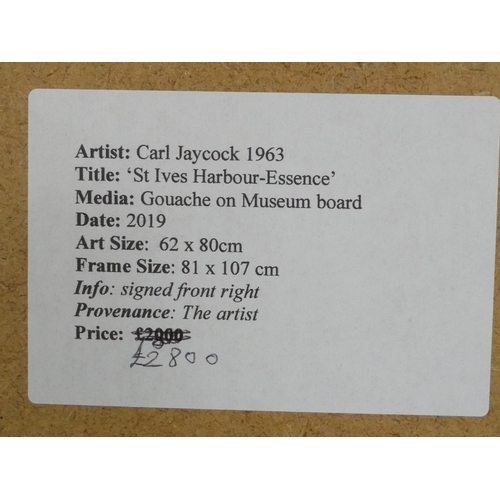 Artist: Carl Jaycock 1963
Title: ‘St Ives Harbour-Essence’
Media: Gouache on Museum board
Date: 2019
Art Size: 62 x 80cm
Frame Size: 81 x 107 cm
Info: signed front right
Provenance: The artist
Price: £2000
£2800